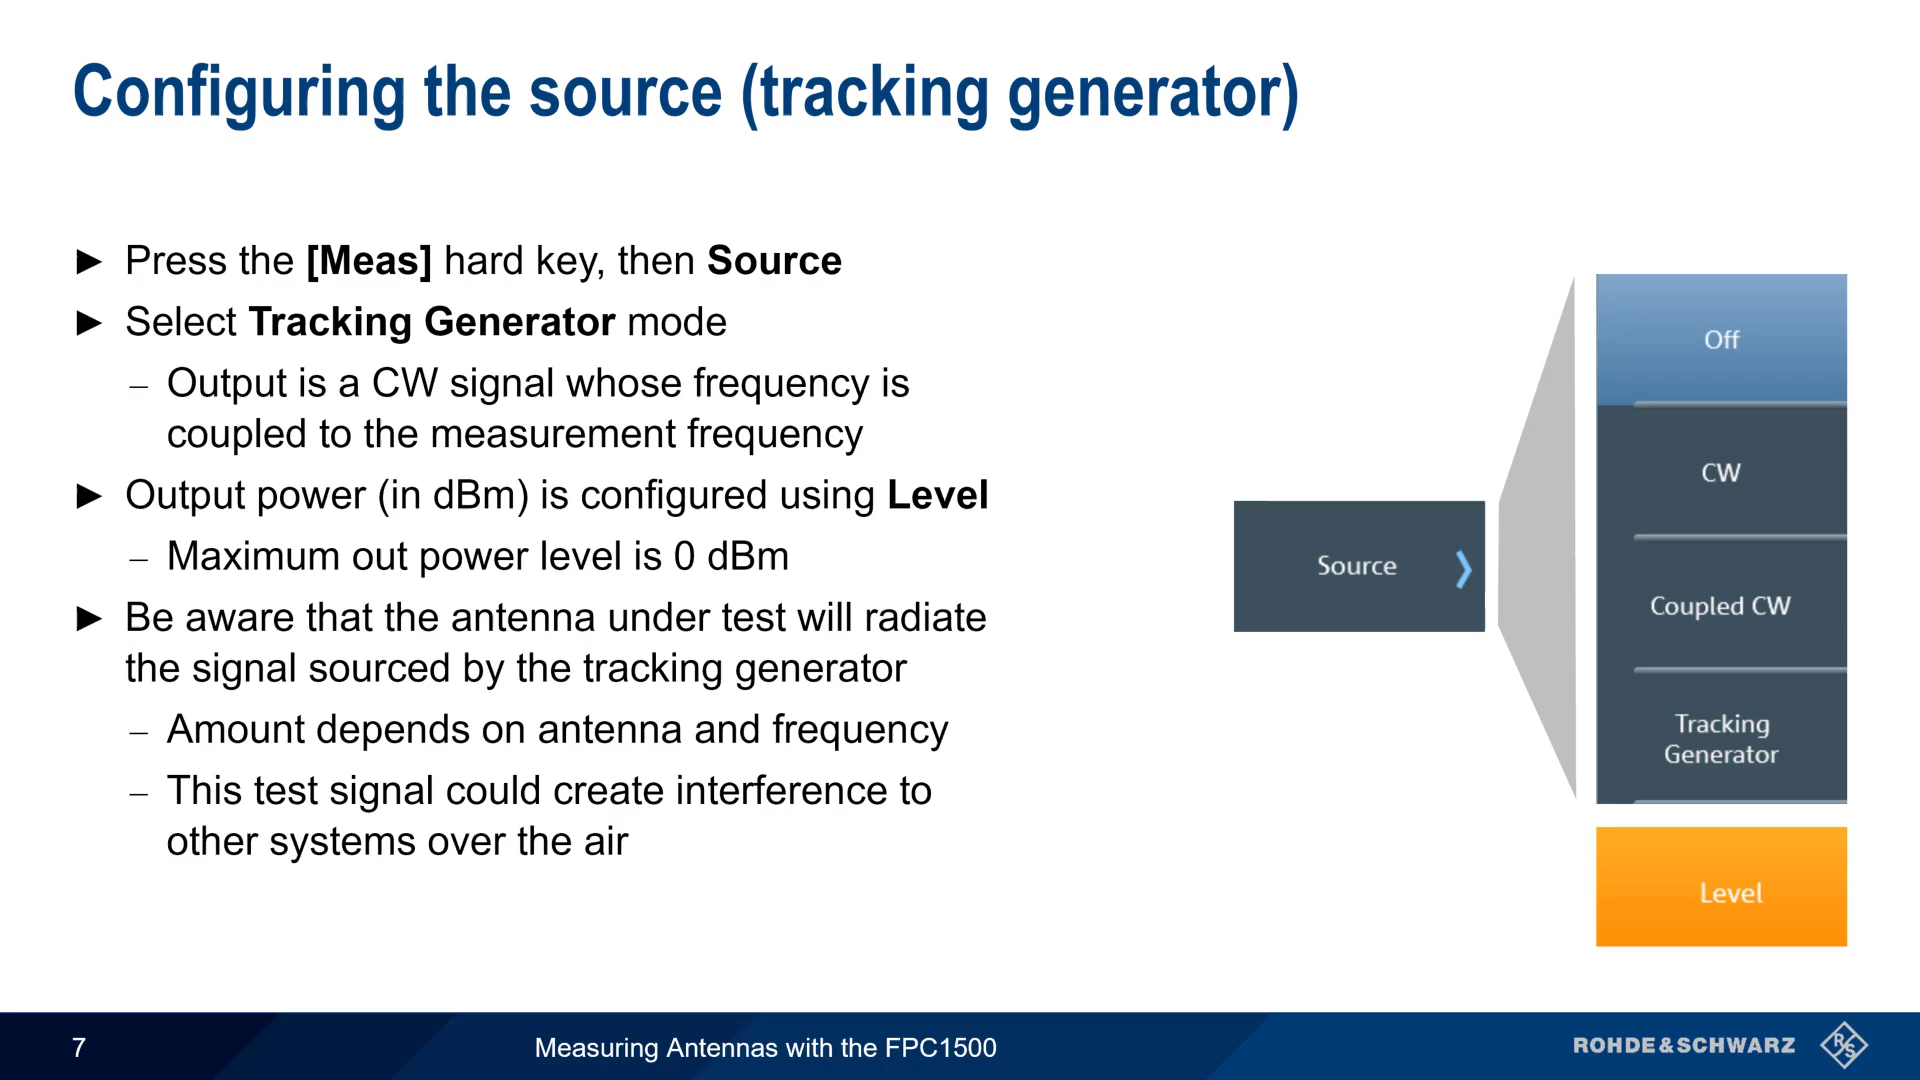 Configuring the source (tracking generator)
► Press the [Meas] hard key, then Source
► Select Tracking Generator mode
– Output is a CW signal whose frequency is
coupled to the measurement frequency
► Output power (in dBm) is configured using Level
– Maximum out power level is 0 dBm
► Be aware that the antenna under test will radiate
the signal sourced by the tracking generator
– Amount depends on antenna and frequency
– This test signal could create interference to
other systems over the air
Source
Off
CW
Coupled CW
Tracking
Generator
Level
7
Measuring Antennas with the FPC1500
ROHDE&SCHWARZ
R
S